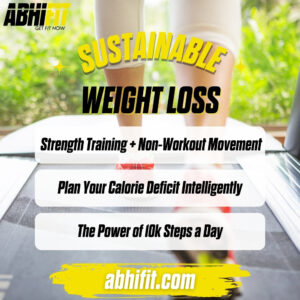 ABHIFIT
GET FIT NOW
SUSTAINABLE
WEIGHT LOSS
Strength Training + Non-Workout Movement
Plan Your Calorie Deficit Intelligently
The Power of 10k Steps a Day
abhifit.com